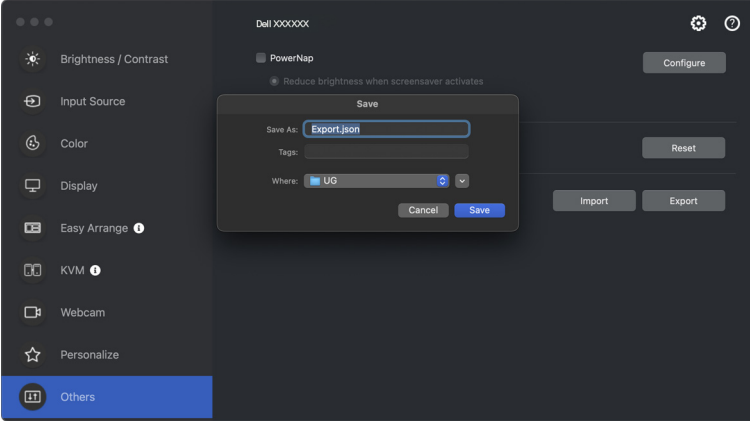 Dell XXXXXX
Brightness / Contrast
PowerNap
Configure
Reduce brightness when screensaver activates
Input Source
Save
Save As: Export.json
Color
Tags:
Reset
Display
Where: UG
Import
Export
Cancel
Save
Easy Arrange
KVM
Webcam
Personalize
Others